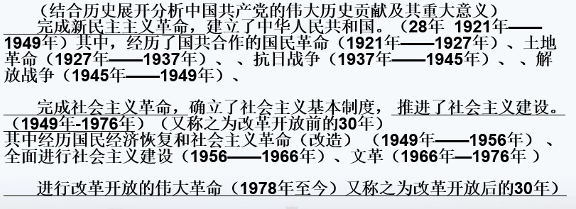 （结合历史展开分析中国共产党的伟大历史贡献及其重大意义）
完成新民主主义革命，建立了中华人民共和国。（28年 1921年——
1949年）其中，经历了国共合作的国民革命（1921年——1927年）、土地
革命（1927年——1937年）、、抗日战争（1937年——1945年）、、解
放战争（1945年——1949年）、
完成社会主义革命，确立了社会主义基本制度，推进了社会主义建设。
（1949年-1976年）（又称之为改革开放前的30年）
其中经历国民经济恢复和社会主义革命（改造）（1949年——1956年）、
全面进行社会主义建设（1956——1966年）、文革（1966年—1976年 ）
进行改革开放的伟大革命（1978年至今）又称之为改革开放后的30年）